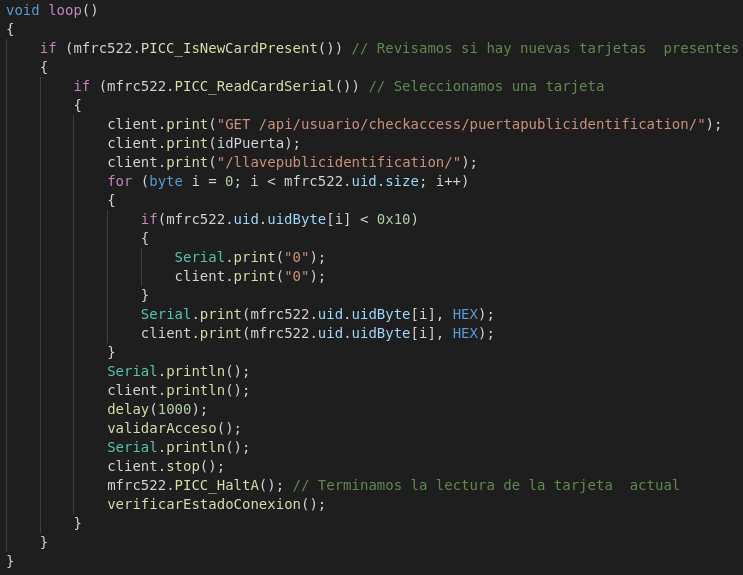 void loop()
{
    if (mfrc522.PICC_IsNewCardPresent()) // Revisamos si hay nuevas tarjetas  presentes
    {
        if (mfrc522.PICC_ReadCardSerial()) // Seleccionamos una tarjeta
        {
            client.print("GET /api/usuario/checkaccess/puertapublicidentification/");
            client.print(idPuerta);
            client.print("/llavepublicidentification/");
            for (byte i = 0; i < mfrc522.uid.size; i++)
            {
                if(mfrc522.uid.uidByte[i] < 0x10)
                {
                    Serial.print("0");
                    client.print("0");
                }
                Serial.print(mfrc522.uid.uidByte[i], HEX);
                client.print(mfrc522.uid.uidByte[i], HEX);
            }
            Serial.println();
            client.println();
            delay(1000);
            validarAcceso();
            Serial.println();
            client.stop();
            mfrc522.PICC_HaltA(); // Terminamos la lectura de la tarjeta  actual
            verificarEstadoConexion();
        }
    }
}